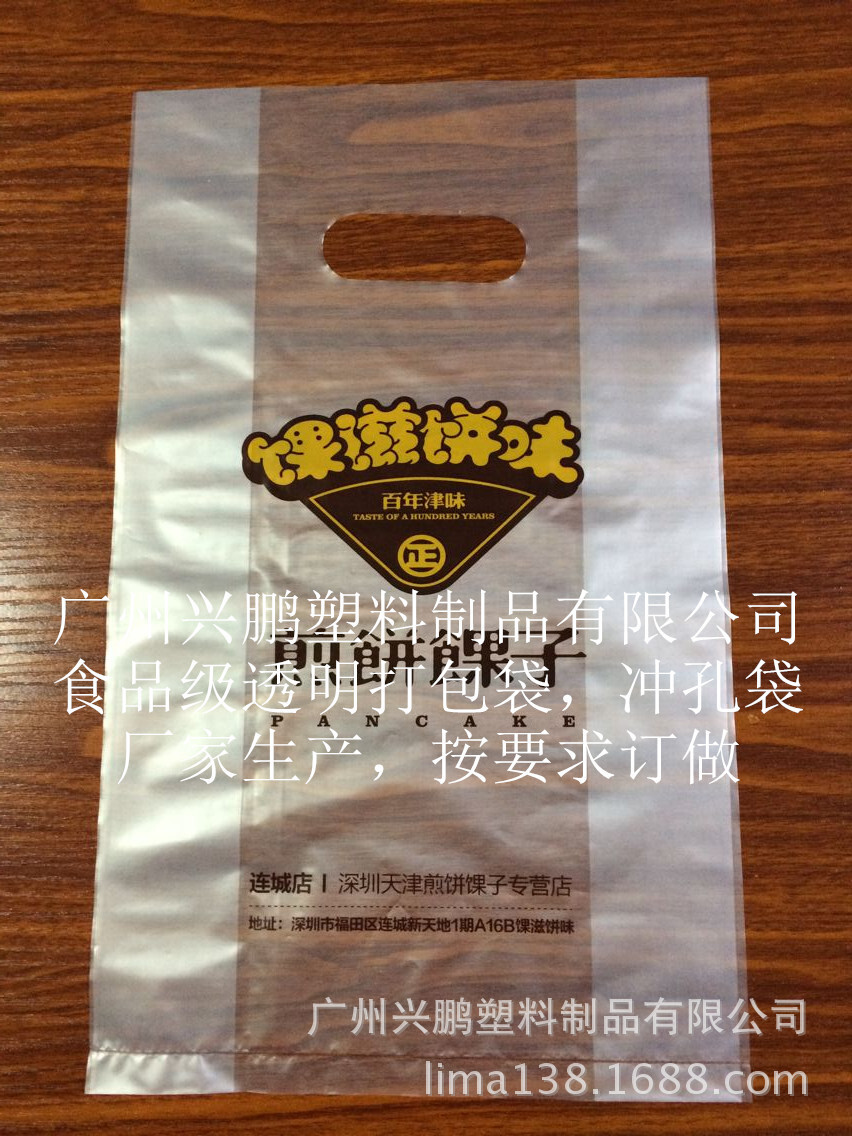 馃滋饼味
百年津味
TASTE OF A HUNDRED YEARS
正
广州兴鹏塑料制品有限公司
煎餅餜子
食品级透明打包袋，冲孔袋
PANCAKE
厂家生产，按要求订做
连城店 | 深圳天津煎饼馃子专营店
地址：深圳市福田区连城新天地1期A16B馃滋饼味
广州兴鹏塑料制品有限公司
lima138.1688.com